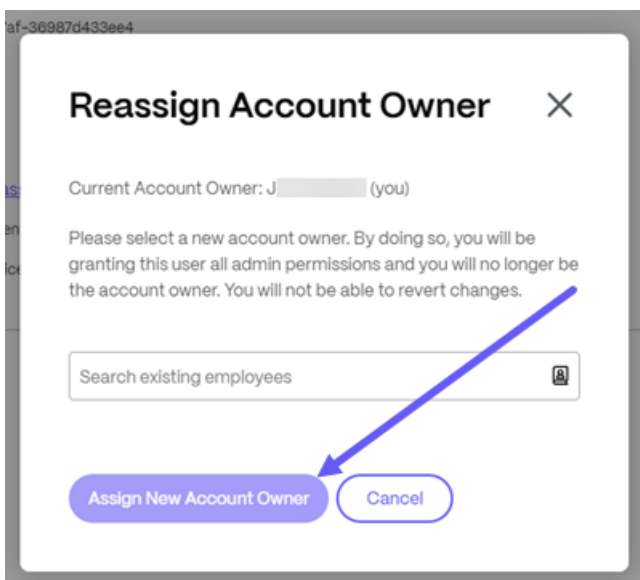 af-36987d433ee4
Reassign Account Owner
Current Account Owner: J (you)
Please select a new account owner. By doing so, you will be
granting this user all admin permissions and you will no longer be
the account owner. You will not be able to revert changes.
Search existing employees
Assign New Account Owner
Cancel